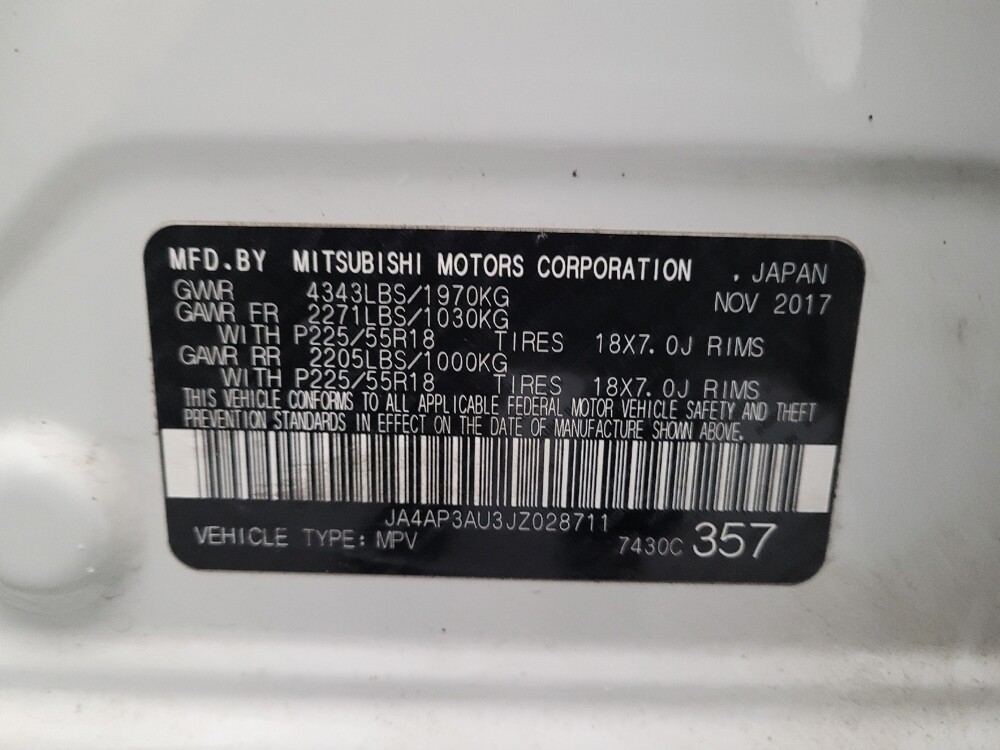 MFD.BY MITSUBISHI MOTORS CORPORATION , JAPAN
GVWR 4343LBS/1970KG NOV 2017
GAWR FR 2271LBS/1030KG
WITH P225/55R18 TIRES 18X7.0J RIMS
GAWR RR 2205LBS/1000KG
WITH P225/55R18 TIRES 18X7.0J RIMS
THIS VEHICLE CONFORMS TO ALL APPLICABLE FEDERAL MOTOR VEHICLE SAFETY AND THEFT
PREVENTION STANDARDS IN EFFECT ON THE DATE OF MANUFACTURE SHOWN ABOVE.
JA4AP3AU3JZ028711
VEHICLE TYPE: MPV 7430C 357